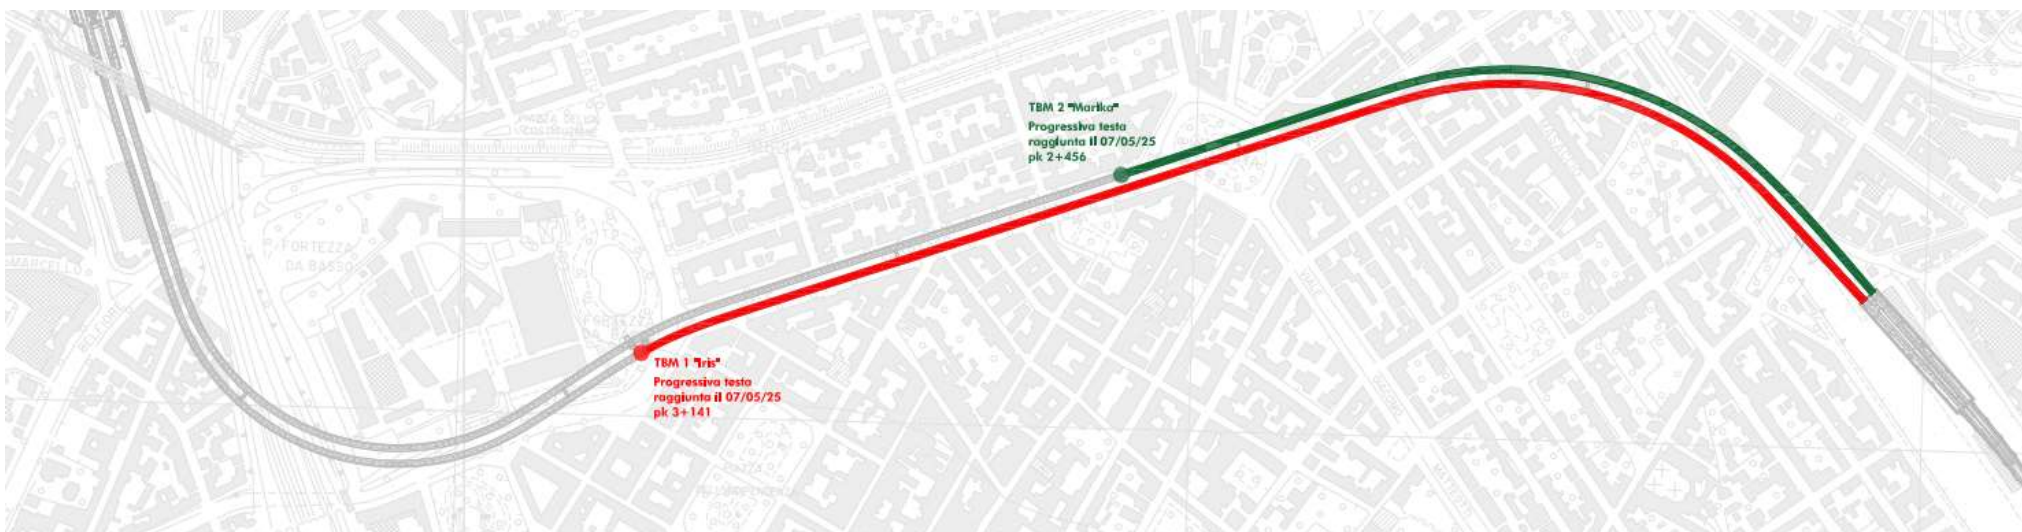 TBM 2 "Marika"
Progressiva testa
raggiunta il 07/05/25
pk 2+456
ORTEZZA
DA BASSO
TBM 1 "Iris"
Progressiva testa
raggiunta il 07/05/25
pk 3+141